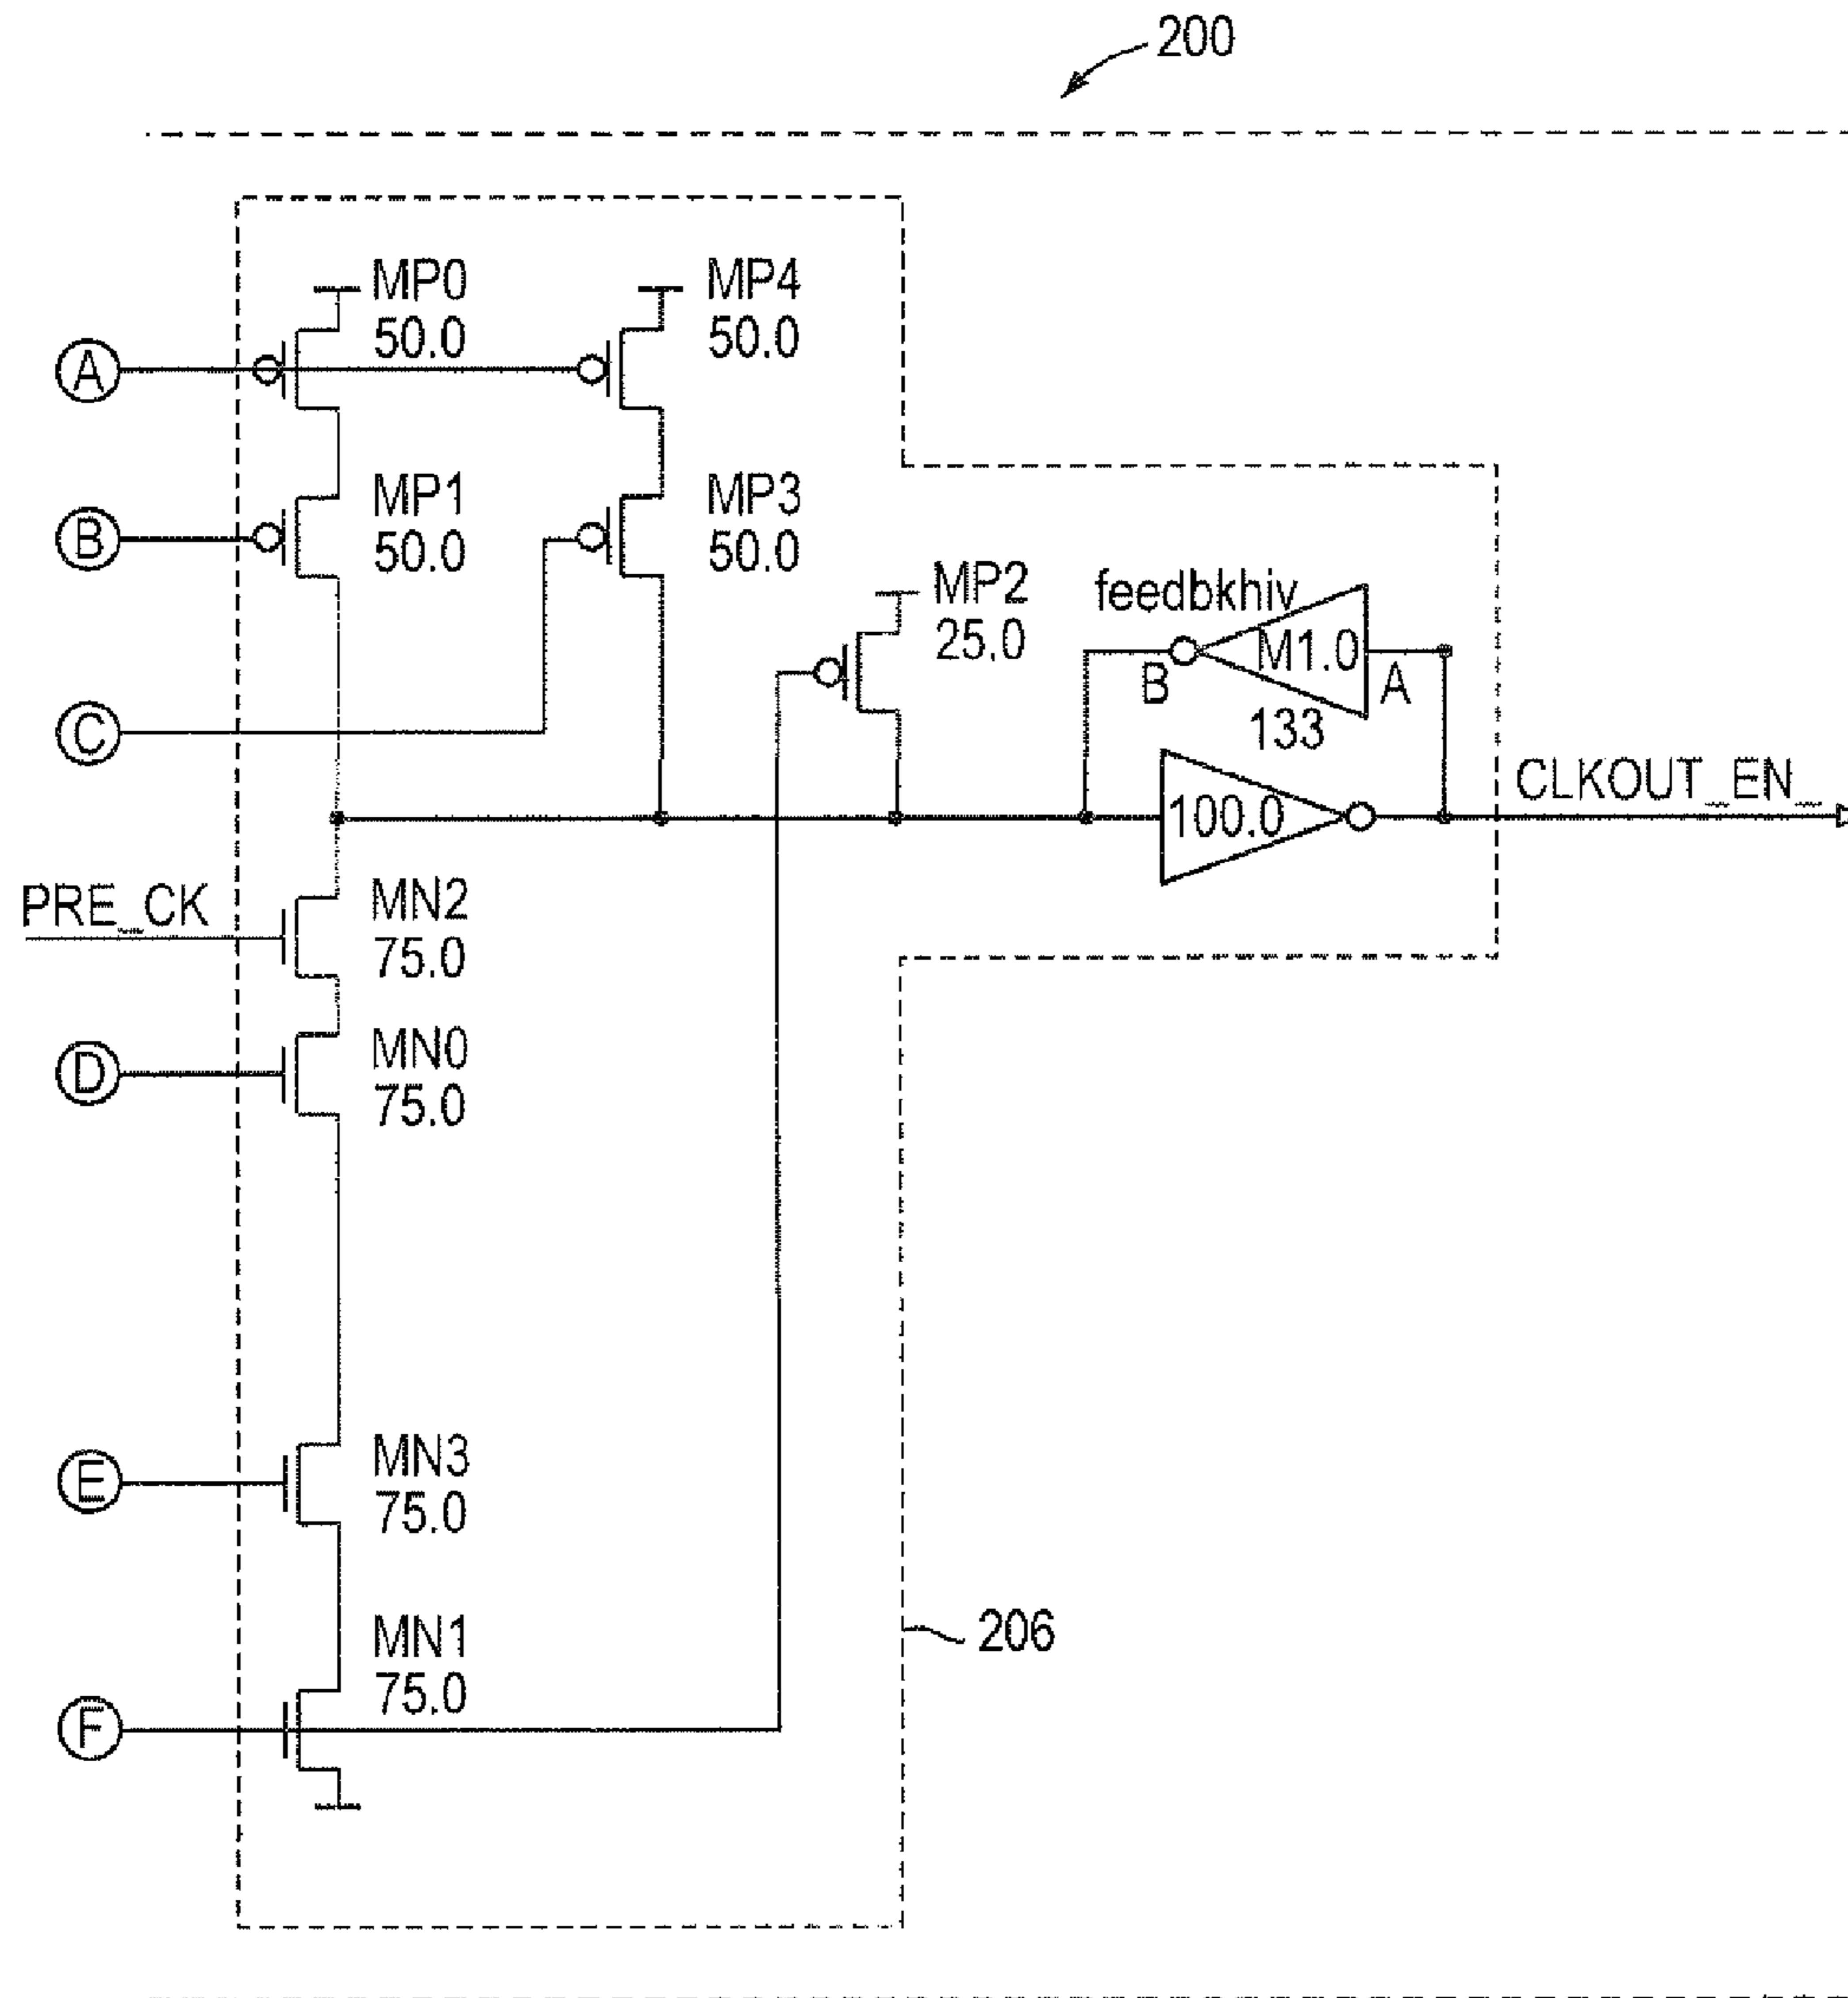 200
MP0
50.0
MP4
50.0
A
MP1
50.0
MP3
50.0
B
MP2
25.0
feedbkhiv
M1.0
B
A
133
C
100.0
CLKOUT_EN_
PRE_CK
MN2
75.0
D
MN0
75.0
E
MN3
75.0
206
MN1
75.0
F